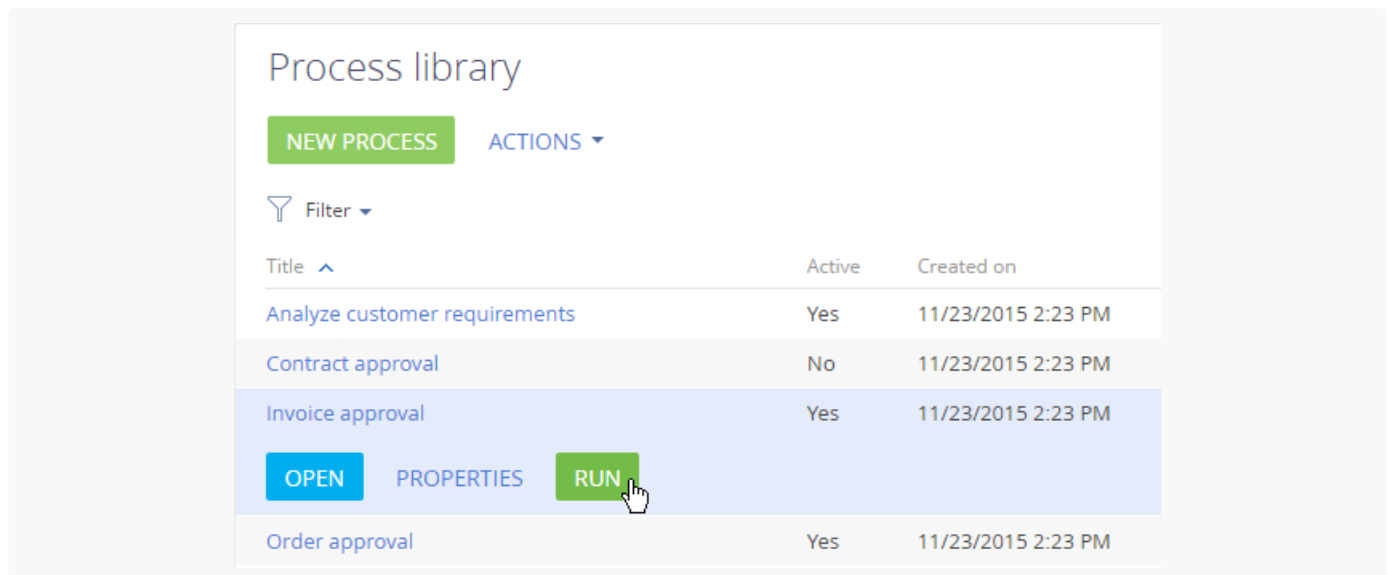 Process library
NEW PROCESS ACTIONS
Filter
Title Active Created on
Analyze customer requirements Yes 11/23/2015 2:23 PM
Contract approval No 11/23/2015 2:23 PM
Invoice approval Yes 11/23/2015 2:23 PM
OPEN PROPERTIES RUN
Order approval Yes 11/23/2015 2:23 PM